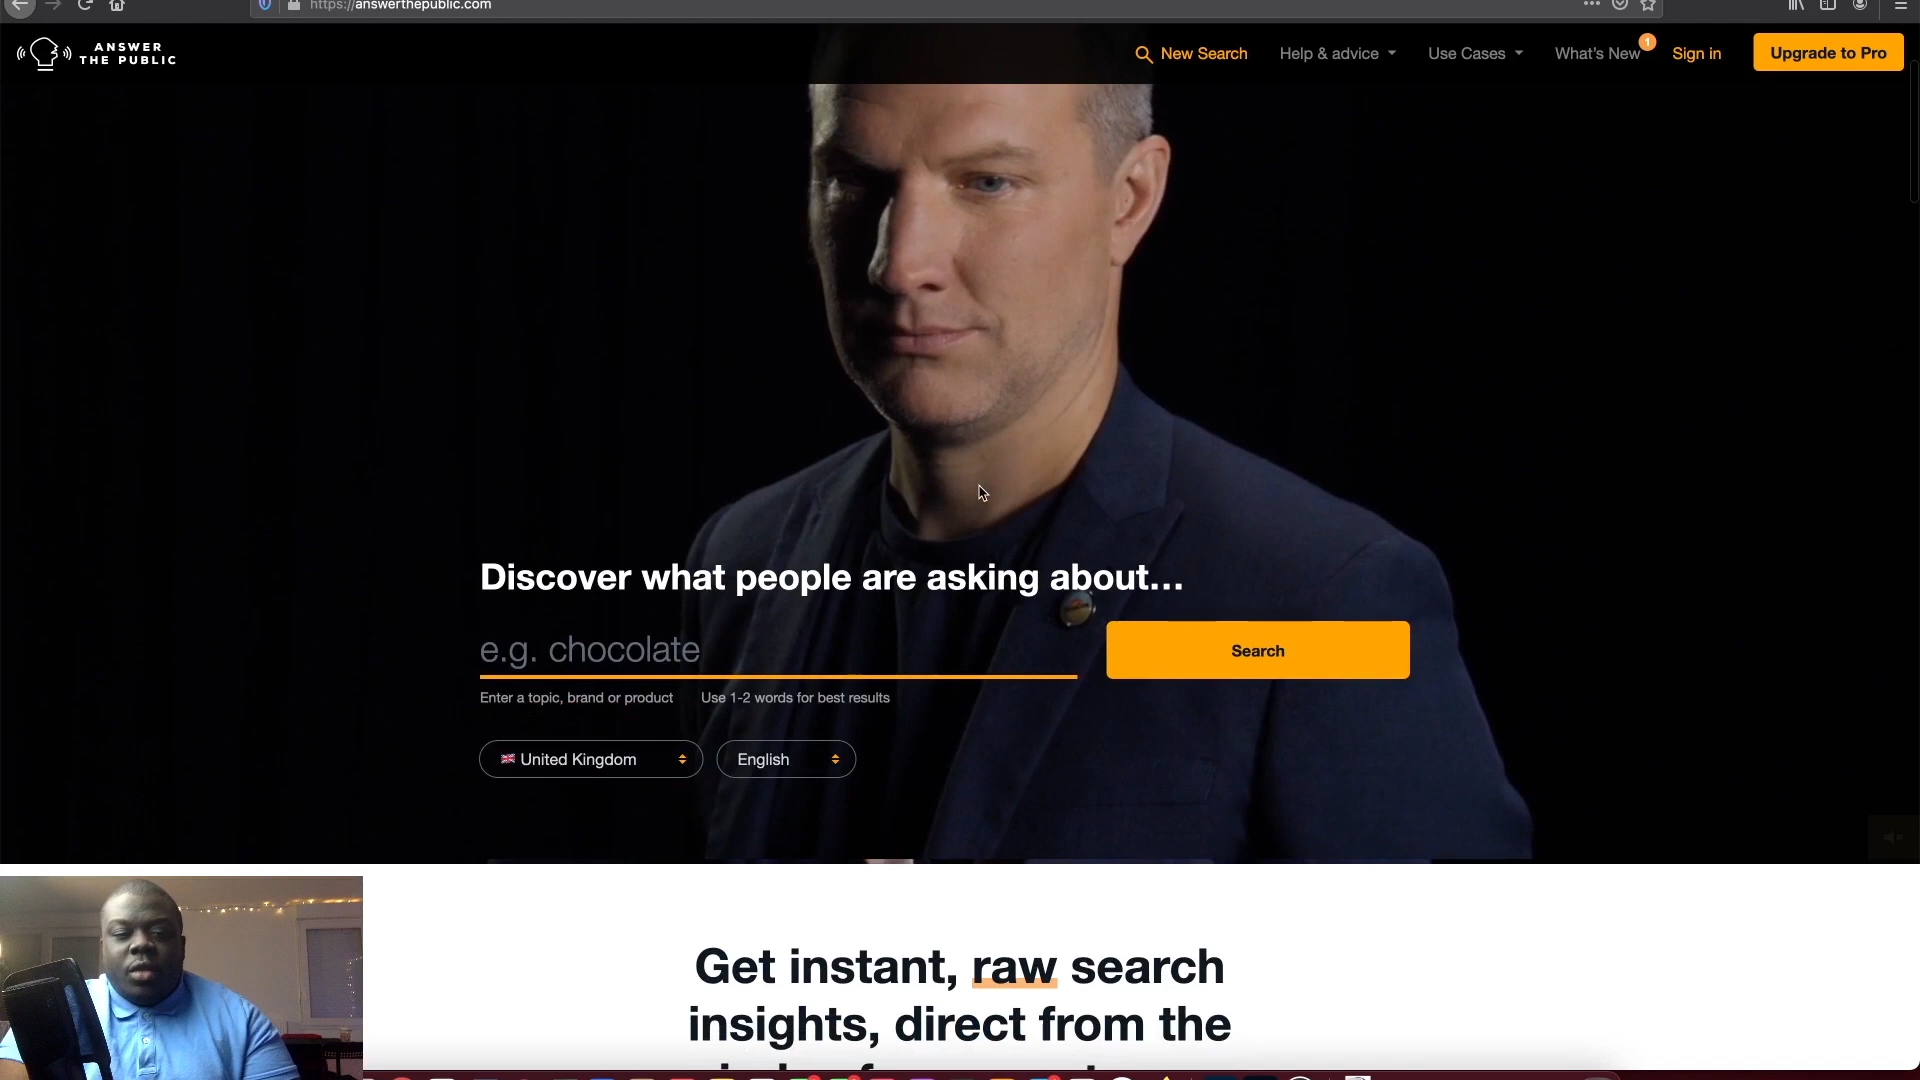 https://answerthepublic.com
ANSWER
THE PUBLIC
New Search
Help & advice
Use Cases
What's New
1
Sign in
Upgrade to Pro
Discover what people are asking about...
e.g. chocolate
Search
Enter a topic, brand or product
Use 1-2 words for best results
United Kingdom
English
Get instant, raw search
insights, direct from the